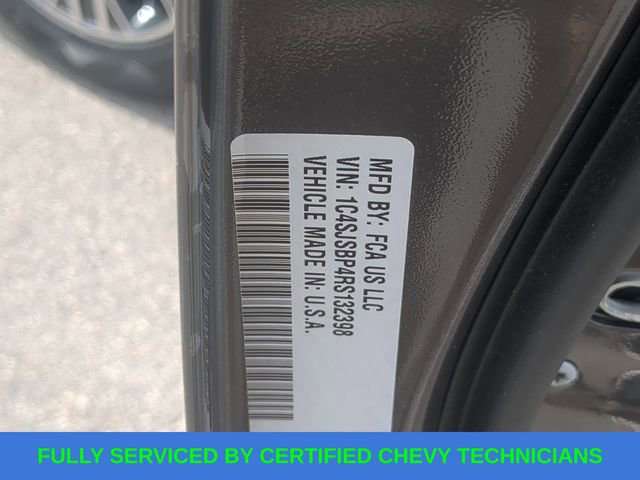 MFD BY: FCA US LLC
VIN: 1C4SJSBP4RS132398
VEHICLE MADE IN: U.S.A.
FULLY SERVICED BY CERTIFIED CHEVY TECHNICIANS